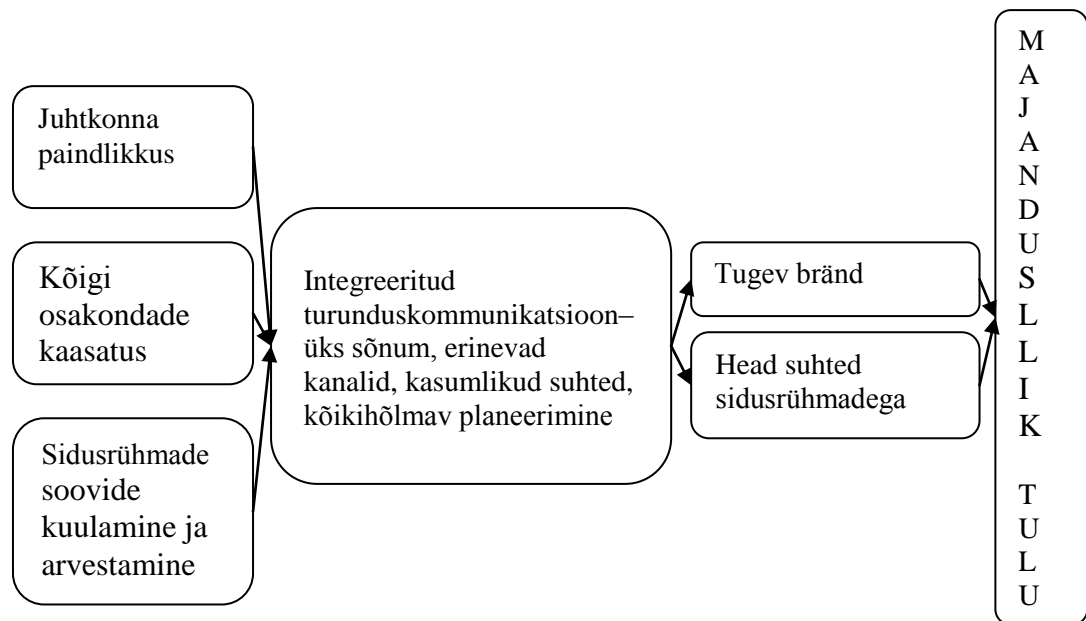 Juhtkonna
paindlikkus
Kõigi
osakondade
kaasatus
Sidusrühmade
soovide
kuulamine ja
arvestamine
Integreeritud
turunduskommunikatsioon–
üks sõnum, erinevad
kanalid, kasumlikud suhted,
kõikihõlmav planeerimine
Tugev bränd
Head suhted
sidusrühmadega
M
A
J
A
N
D
U
S
L
L
I
K
T
U
L
U